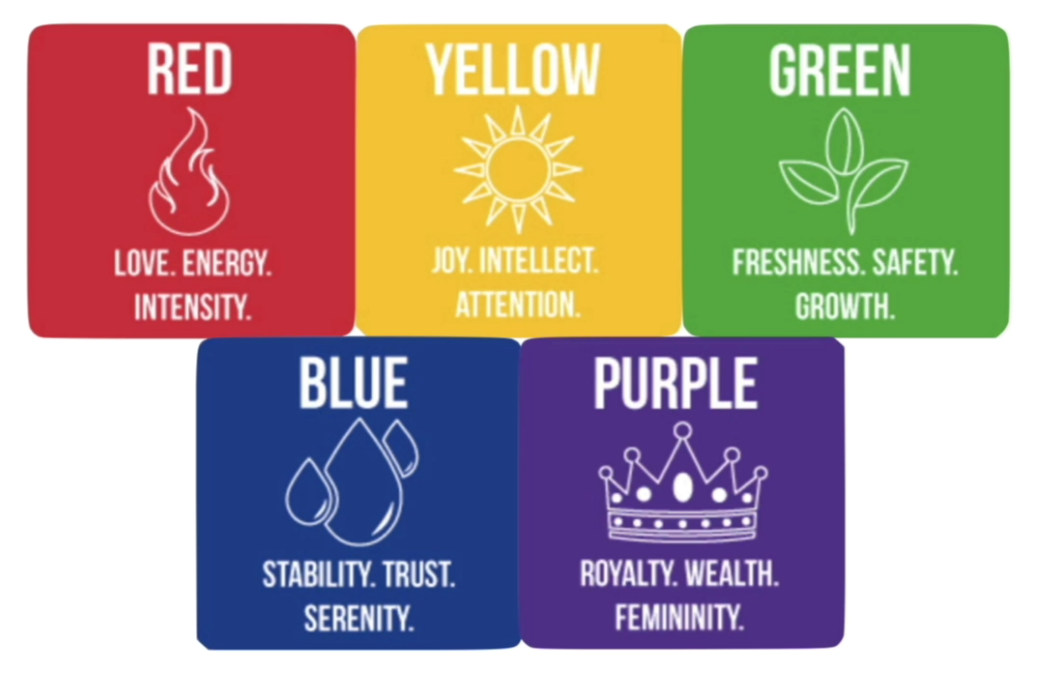 RED
LOVE. ENERGY.
INTENSITY.
YELLOW
JOY. INTELLECT.
ATTENTION.
GREEN
FRESHNESS. SAFETY.
GROWTH.
BLUE
STABILITY. TRUST.
SERENITY.
PURPLE
ROYALTY. WEALTH.
FEMININITY.